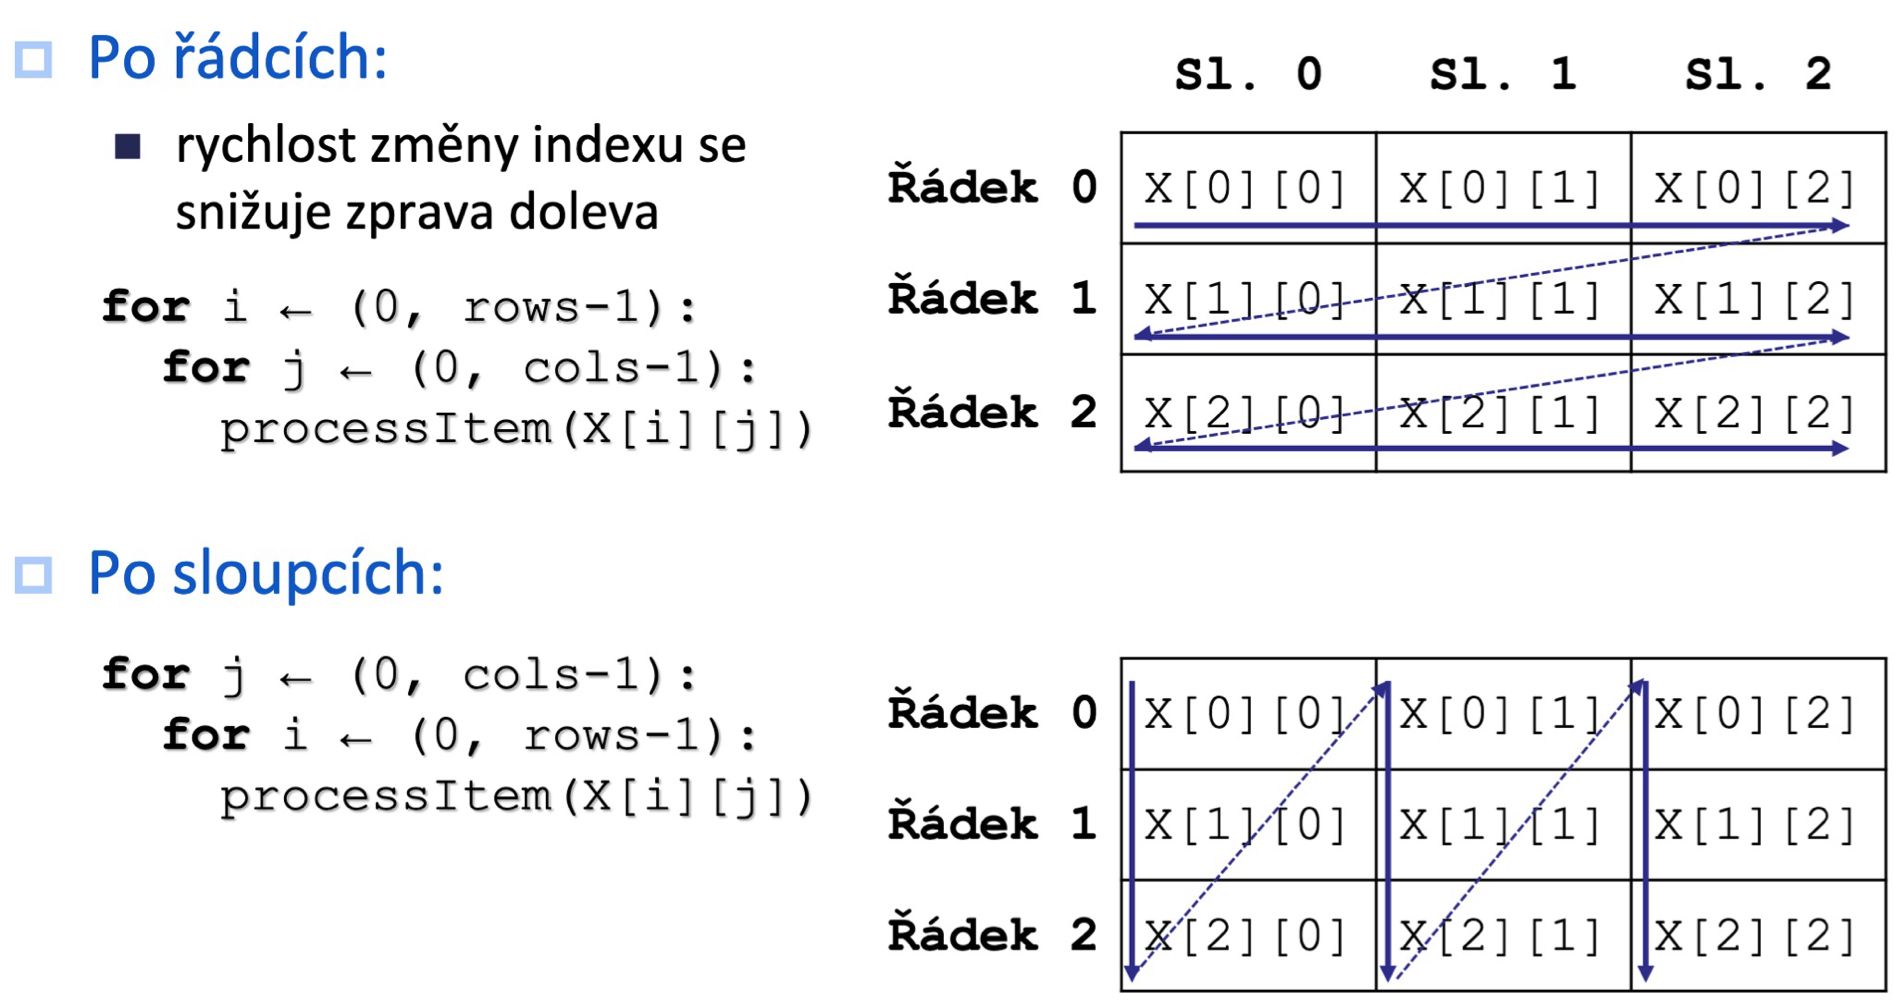 Po řádcích:
rychlost změny indexu se
snižuje zprava doleva
for i ← (0, rows-1):
for j ← (0, cols-1):
processItem(X[i][j])
Sl. 0 Sl. 1 Sl. 2
Řádek 0 X[0][0] X[0][1] X[0][2]
Řádek 1 X[1][0] X[1][1] X[1][2]
Řádek 2 X[2][0] X[2][1] X[2][2]
Po sloupcích:
for j ← (0, cols-1):
for i ← (0, rows-1):
processItem(X[i][j])
Řádek 0 X[0][0] X[0][1] X[0][2]
Řádek 1 X[1][0] X[1][1] X[1][2]
Řádek 2 X[2][0] X[2][1] X[2][2]